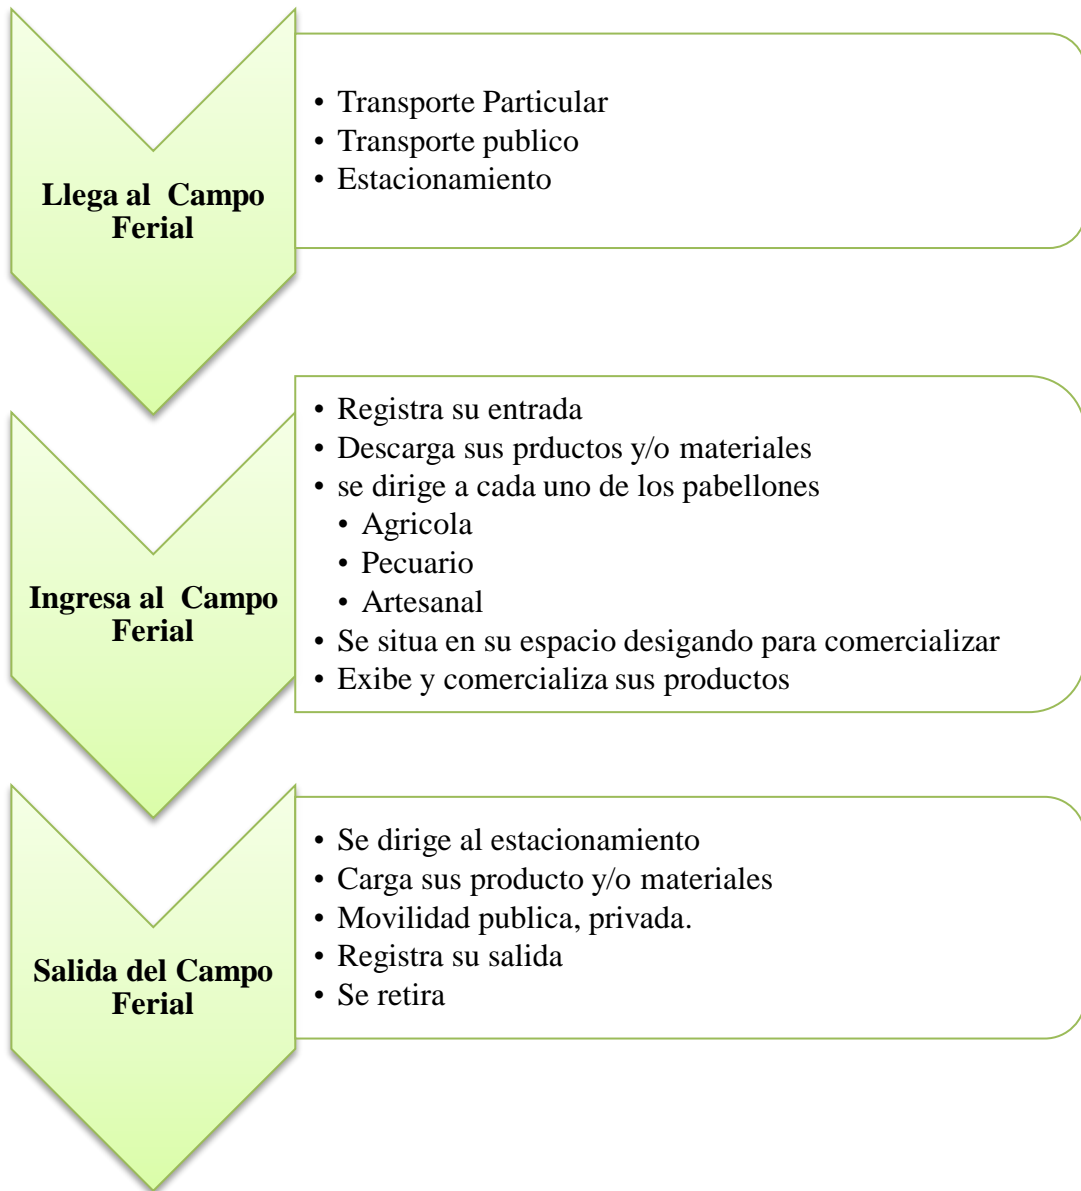 Llega al Campo
Ferial
• Transporte Particular
• Transporte publico
• Estacionamiento
Ingresa al Campo
Ferial
• Registra su entrada
• Descarga sus prductos y/o materiales
• se dirige a cada uno de los pabellones
• Agricola
• Pecuario
• Artesanal
• Se situa en su espacio desigando para comercializar
• Exibe y comercializa sus productos
Salida del Campo
Ferial
• Se dirige al estacionamiento
• Carga sus producto y/o materiales
• Movilidad publica, privada.
• Registra su salida
• Se retira